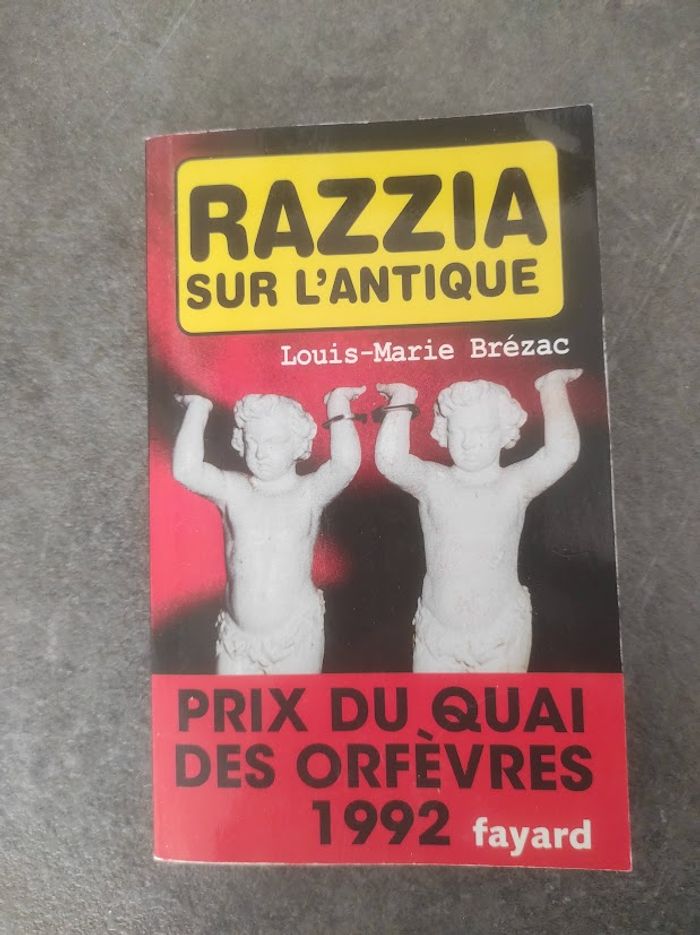 RAZZIA
SUR L'ANTIQUE
Louis-Marie Brézac
PRIX DU QUAI
DES ORFÈVRES
1992 fayard